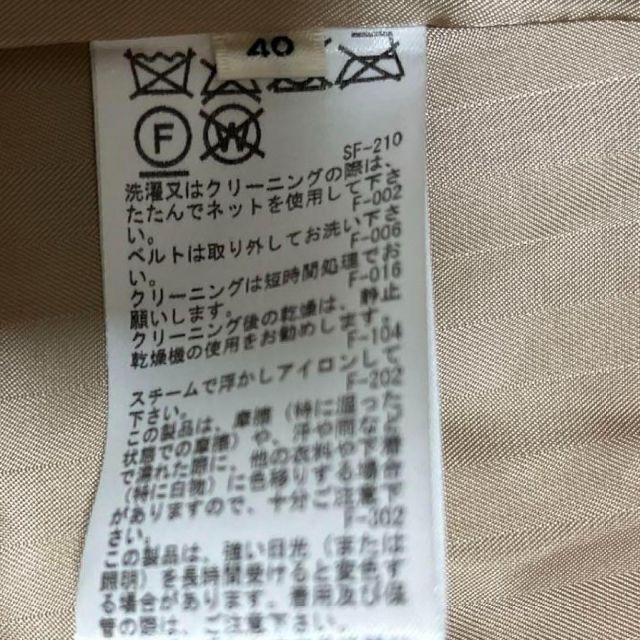 40
F
W
SF-210
洗濯又はクリーニングの際は、
たたんでネットを使用して下さ
い。
F-002
ベルトは取り外してお洗い下さ
い。
F-006
クリーニングは短時間処理でお
願いします。
F-016
クリーニング後の乾燥は、静止
乾燥機の使用をお勧めします。
F-104
スチームで浮かしアイロンして
下さい。
F-202
この製品は、摩擦（特に湿った
状態での摩擦）や、汗や雨など
で濡れた際に、他の衣料や下着
（特に白物）に色移りする場合
がありますので、十分ご注意下
さい。
F-302
この製品は、強い日光（または
照明）を長時間受けると変色す
る場合があります。着用及び保
管の際は、ご注意